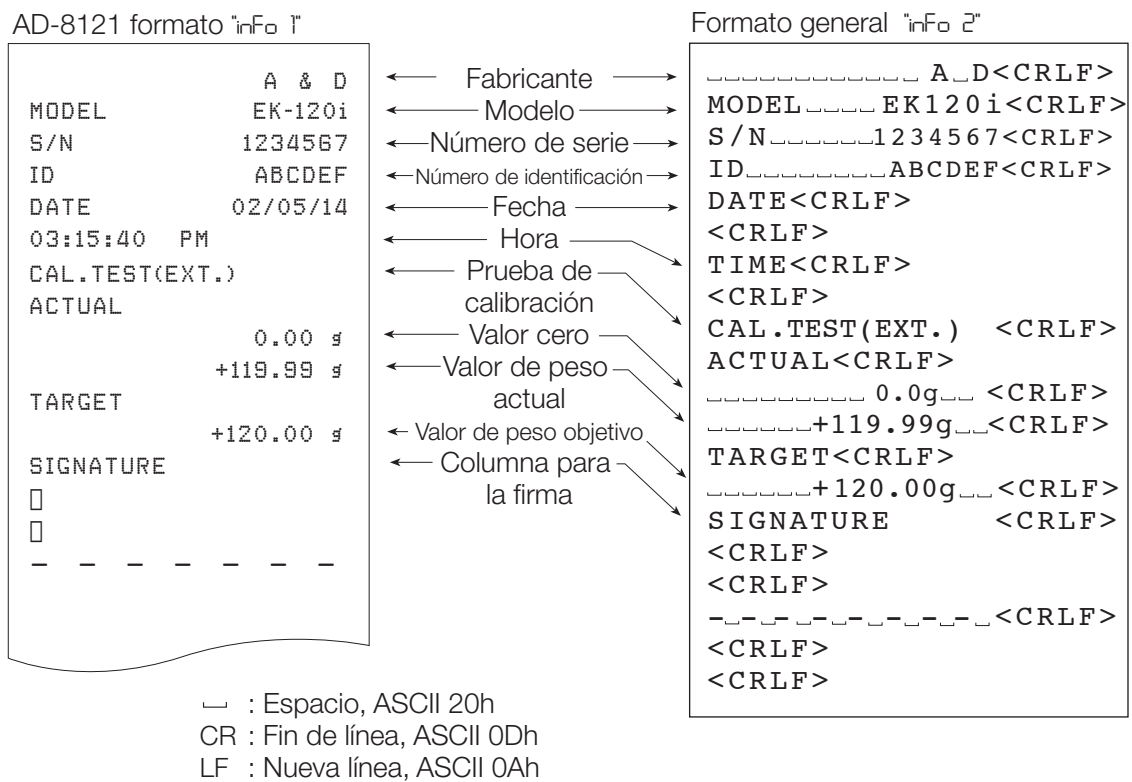 AD-8121 formato "inFo 1"
A & D
MODEL EK-120i
S/N 1234567
ID ABCDEF
DATE 02/05/14
03:15:40 PM
CAL.TEST(EXT.)
ACTUAL
0.00 g
+119.99 g
TARGET
+120.00 g
SIGNATURE
▯
▯
– – – – – – –
Fabricante
Modelo
Número de serie
Número de identificación
Fecha
Hora
Prueba de
calibración
Valor cero
Valor de peso
actual
Valor de peso objetivo
Columna para
la firma
Formato general "inFo 2"
␣␣␣␣␣␣␣␣␣␣␣␣ A␣D<CRLF>
MODEL␣␣␣␣EK120i<CRLF>
S/N␣␣␣␣␣␣1234567<CRLF>
ID␣␣␣␣␣␣␣␣ABCDEF<CRLF>
DATE<CRLF>
<CRLF>
TIME<CRLF>
<CRLF>
CAL.TEST(EXT.) <CRLF>
ACTUAL<CRLF>
␣␣␣␣␣␣␣␣␣ 0.0g␣␣ <CRLF>
␣␣␣␣␣␣+119.99g␣␣<CRLF>
TARGET<CRLF>
␣␣␣␣␣␣+120.00g␣␣<CRLF>
SIGNATURE <CRLF>
<CRLF>
<CRLF>
-␣-␣-␣-␣-␣-␣-␣-␣<CRLF>
<CRLF>
<CRLF>
␣ : Espacio, ASCII 20h
CR : Fin de línea, ASCII 0Dh
LF : Nueva línea, ASCII 0Ah